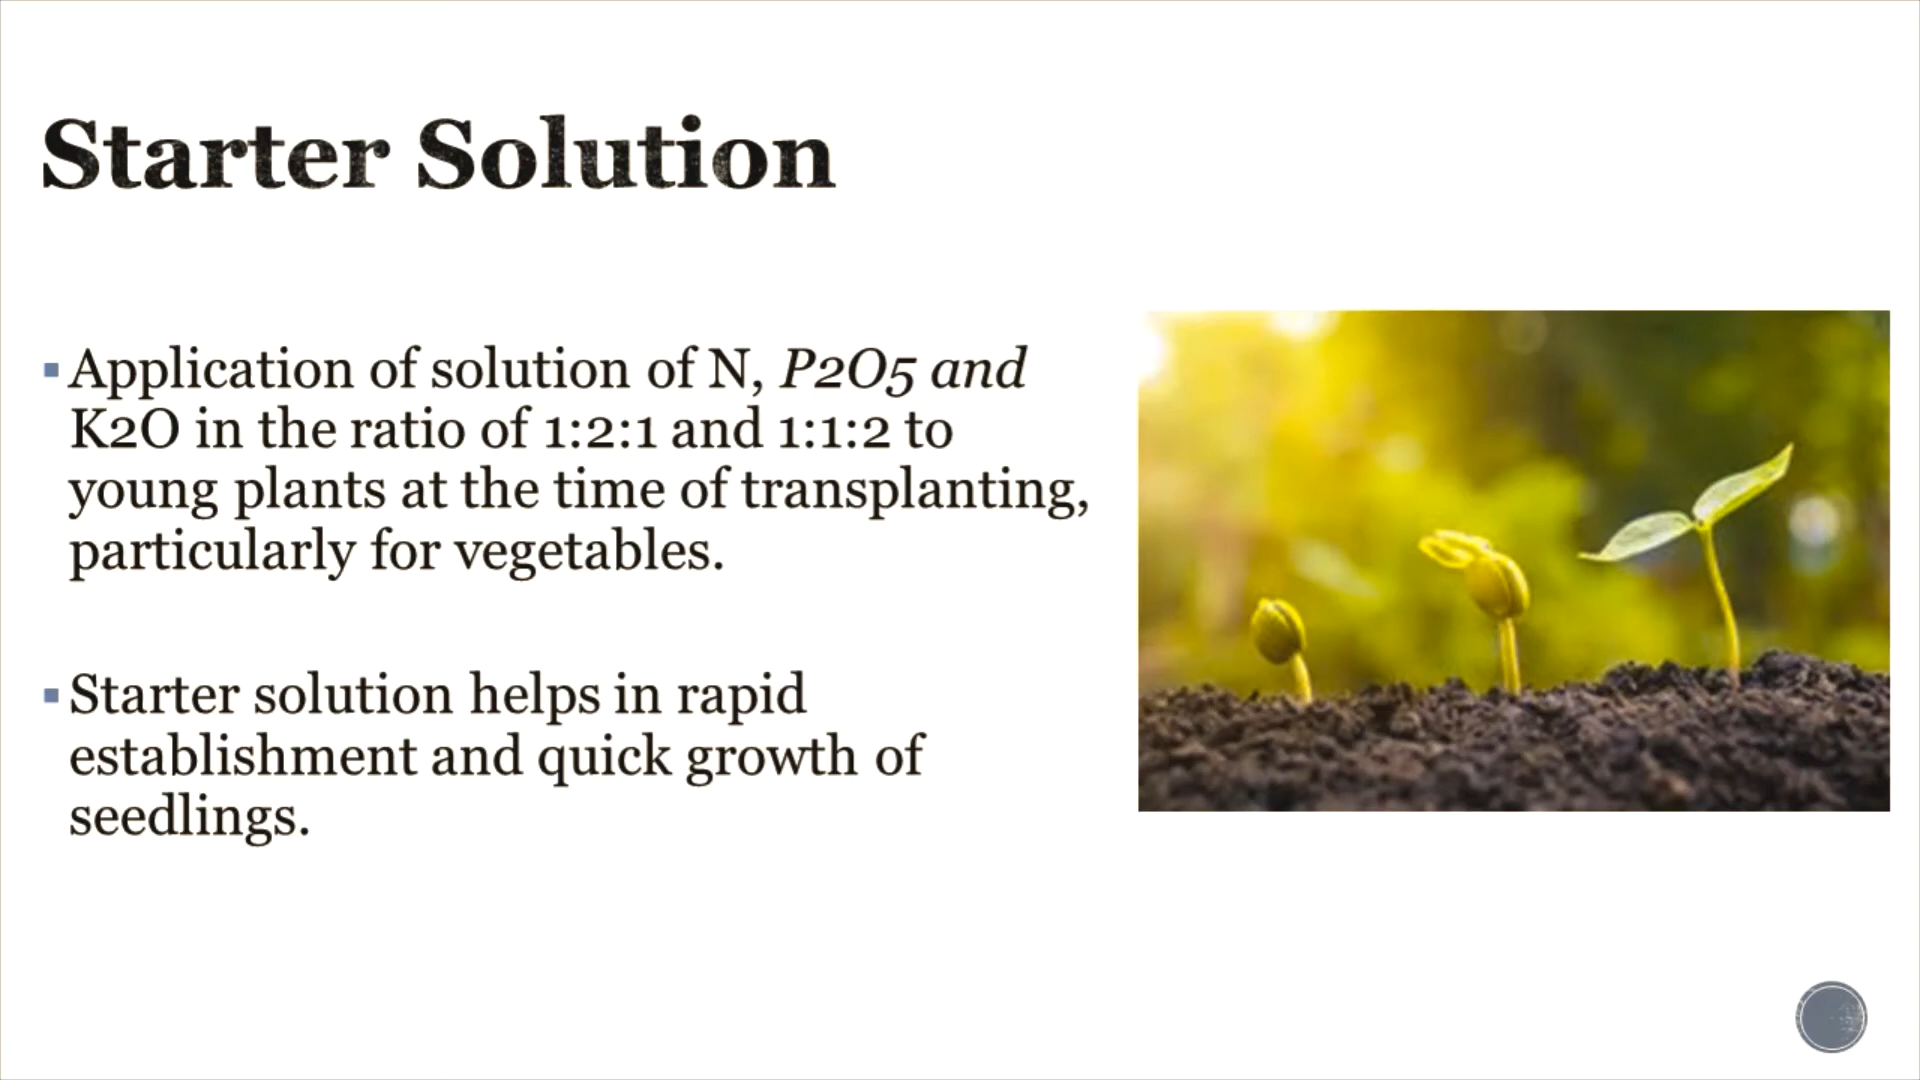 Starter Solution
▪ Application of solution of N, P2O5 and
K2O in the ratio of 1:2:1 and 1:1:2 to
young plants at the time of transplanting,
particularly for vegetables.
▪ Starter solution helps in rapid
establishment and quick growth of
seedlings.